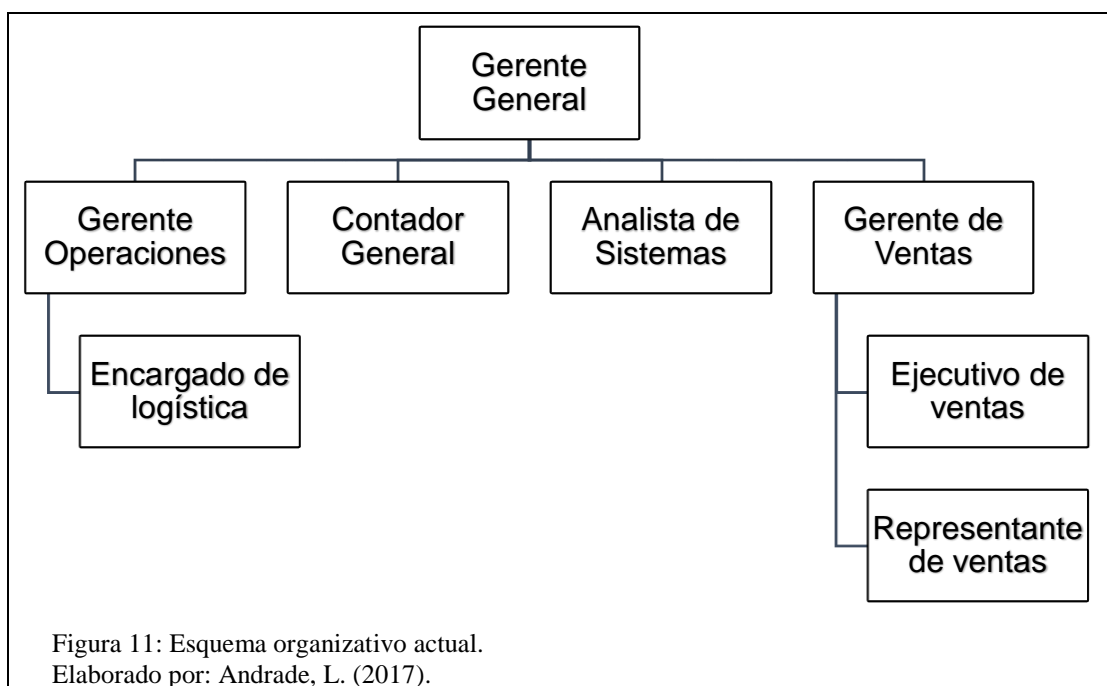 Gerente
General
Gerente
Operaciones
Contador
General
Analista de
Sistemas
Gerente de
Ventas
Encargado de
logística
Ejecutivo de
ventas
Representante
de ventas
Figura 11: Esquema organizativo actual.
Elaborado por: Andrade, L. (2017).